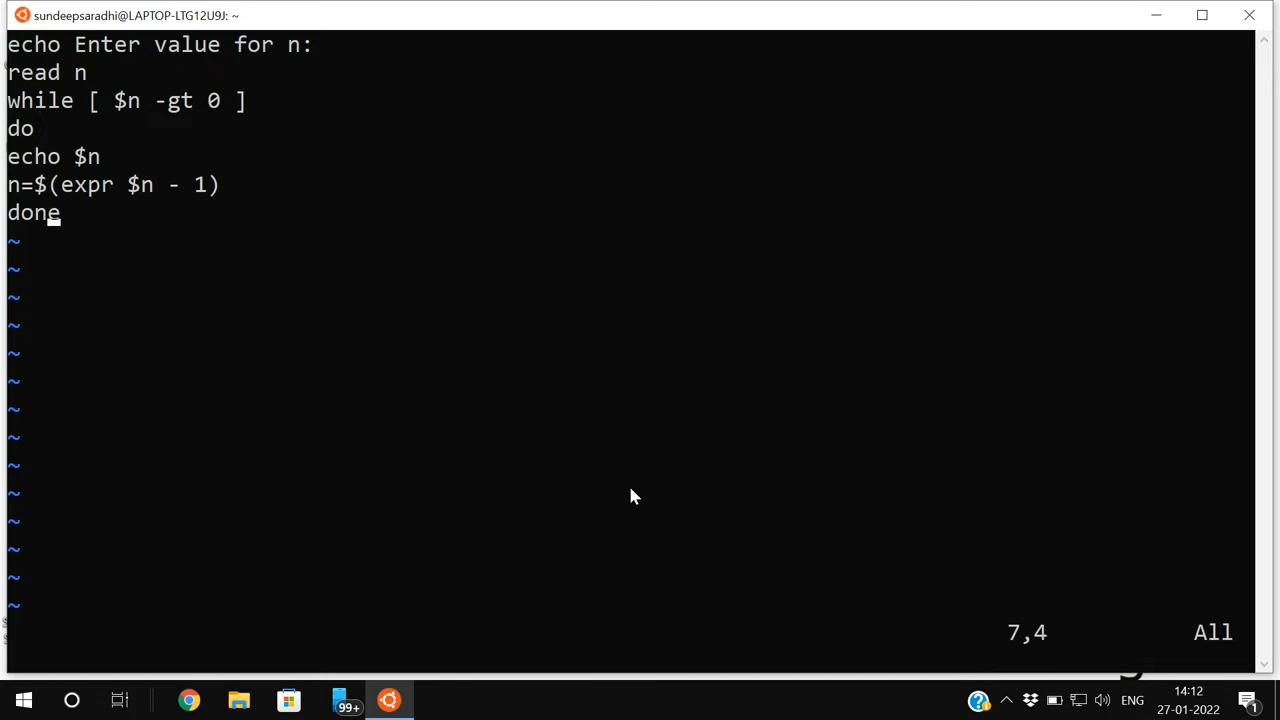 sundeepsaradhi@LAPTOP-LTG12U9J: ~
echo Enter value for n:
read n
while [ $n -gt 0 ]
do
echo $n
n=$(expr $n - 1)
done
~
~
~
~
~
~
~
~
~
~
~
~
~
~
7,4 All
99+
ENG
14:12
27-01-2022
1